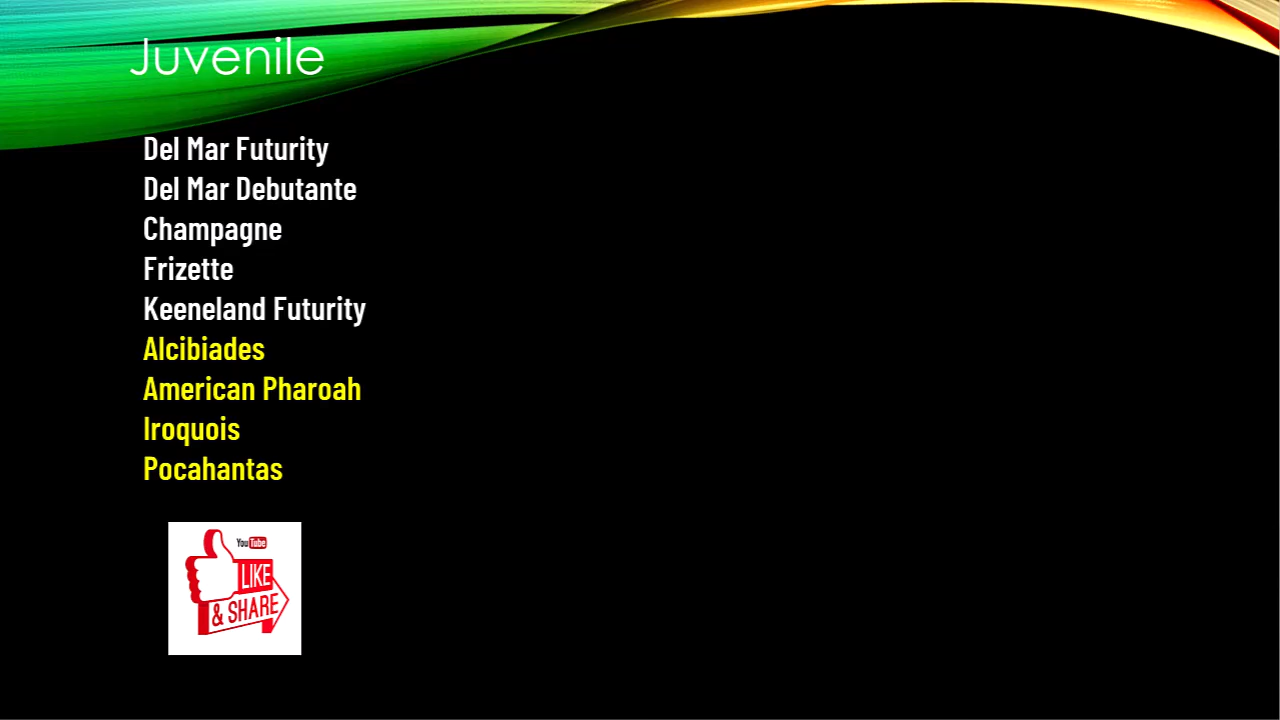 Juvenile
Del Mar Futurity
Del Mar Debutante
Champagne
Frizette
Keeneland Futurity
Alcibiades
American Pharoah
Iroquois
Pocahantas
YouTube
LIKE
& SHARE